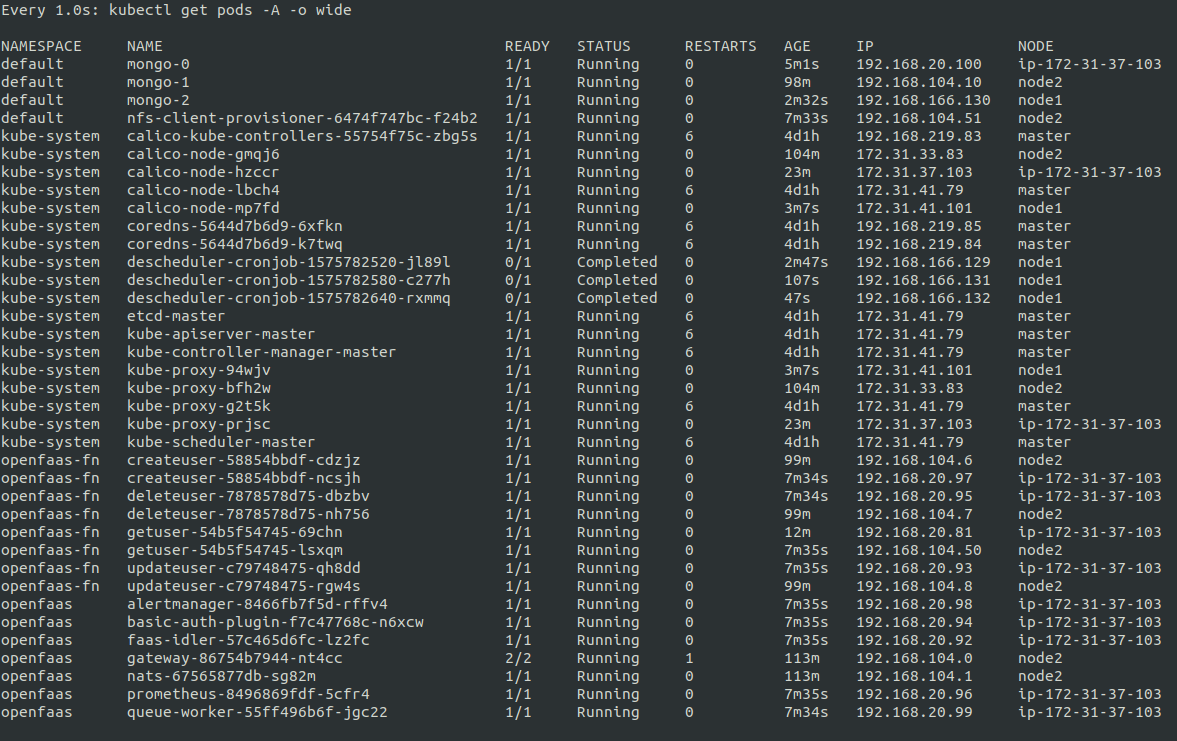 Every 1.0s: kubectl get pods -A -o wide
NAMESPACE NAME READY STATUS RESTARTS AGE IP NODE
default mongo-0 1/1 Running 0 5m1s 192.168.20.100 ip-172-31-37-103
default mongo-1 1/1 Running 0 98m 192.168.104.10 node2
default mongo-2 1/1 Running 0 2m32s 192.168.166.130 node1
default nfs-client-provisioner-6474f747bc-f24b2 1/1 Running 0 7m33s 192.168.104.51 node2
kube-system calico-kube-controllers-55754f75c-zbg5s 1/1 Running 6 4d1h 192.168.219.83 master
kube-system calico-node-gmqj6 1/1 Running 0 104m 172.31.33.83 node2
kube-system calico-node-hzccr 1/1 Running 0 23m 172.31.37.103 ip-172-31-37-103
kube-system calico-node-lbch4 1/1 Running 6 4d1h 172.31.41.79 master
kube-system calico-node-mp7fd 1/1 Running 0 3m7s 172.31.41.101 node1
kube-system coredns-5644d7b6d9-6xfkn 1/1 Running 6 4d1h 192.168.219.85 master
kube-system coredns-5644d7b6d9-k7twq 1/1 Running 6 4d1h 192.168.219.84 master
kube-system descheduler-cronjob-1575782520-jl89l 0/1 Completed 0 2m47s 192.168.166.129 node1
kube-system descheduler-cronjob-1575782580-c277h 0/1 Completed 0 107s 192.168.166.131 node1
kube-system descheduler-cronjob-1575782640-rxmmq 0/1 Completed 0 47s 192.168.166.132 node1
kube-system etcd-master 1/1 Running 6 4d1h 172.31.41.79 master
kube-system kube-apiserver-master 1/1 Running 6 4d1h 172.31.41.79 master
kube-system kube-controller-manager-master 1/1 Running 6 4d1h 172.31.41.79 master
kube-system kube-proxy-94wjv 1/1 Running 0 3m7s 172.31.41.101 node1
kube-system kube-proxy-bfh2w 1/1 Running 0 104m 172.31.33.83 node2
kube-system kube-proxy-g2t5k 1/1 Running 6 4d1h 172.31.41.79 master
kube-system kube-proxy-prjsc 1/1 Running 0 23m 172.31.37.103 ip-172-31-37-103
kube-system kube-scheduler-master 1/1 Running 6 4d1h 172.31.41.79 master
openfaas-fn createuser-58854bbdf-cdzjz 1/1 Running 0 99m 192.168.104.6 node2
openfaas-fn createuser-58854bbdf-ncsjh 1/1 Running 0 7m34s 192.168.20.97 ip-172-31-37-103
openfaas-fn deleteuser-7878578d75-dbzbv 1/1 Running 0 7m34s 192.168.20.95 ip-172-31-37-103
openfaas-fn deleteuser-7878578d75-nh756 1/1 Running 0 99m 192.168.104.7 node2
openfaas-fn getuser-54b5f54745-69chn 1/1 Running 0 12m 192.168.20.81 ip-172-31-37-103
openfaas-fn getuser-54b5f54745-lsxqm 1/1 Running 0 7m35s 192.168.104.50 node2
openfaas-fn updateuser-c79748475-qh8dd 1/1 Running 0 7m35s 192.168.20.93 ip-172-31-37-103
openfaas-fn updateuser-c79748475-rgw4s 1/1 Running 0 99m 192.168.104.8 node2
openfaas alertmanager-8466fb7f5d-rffv4 1/1 Running 0 7m35s 192.168.20.98 ip-172-31-37-103
openfaas basic-auth-plugin-f7c47768c-n6xcw 1/1 Running 0 7m35s 192.168.20.94 ip-172-31-37-103
openfaas faas-idler-57c465d6fc-lz2fc 1/1 Running 0 7m35s 192.168.20.92 ip-172-31-37-103
openfaas gateway-86754b7944-nt4cc 2/2 Running 1 113m 192.168.104.0 node2
openfaas nats-67565877db-sg82m 1/1 Running 0 113m 192.168.104.1 node2
openfaas prometheus-8496869fdf-5cfr4 1/1 Running 0 7m35s 192.168.20.96 ip-172-31-37-103
openfaas queue-worker-55ff496b6f-jgc22 1/1 Running 0 7m34s 192.168.20.99 ip-172-31-37-103